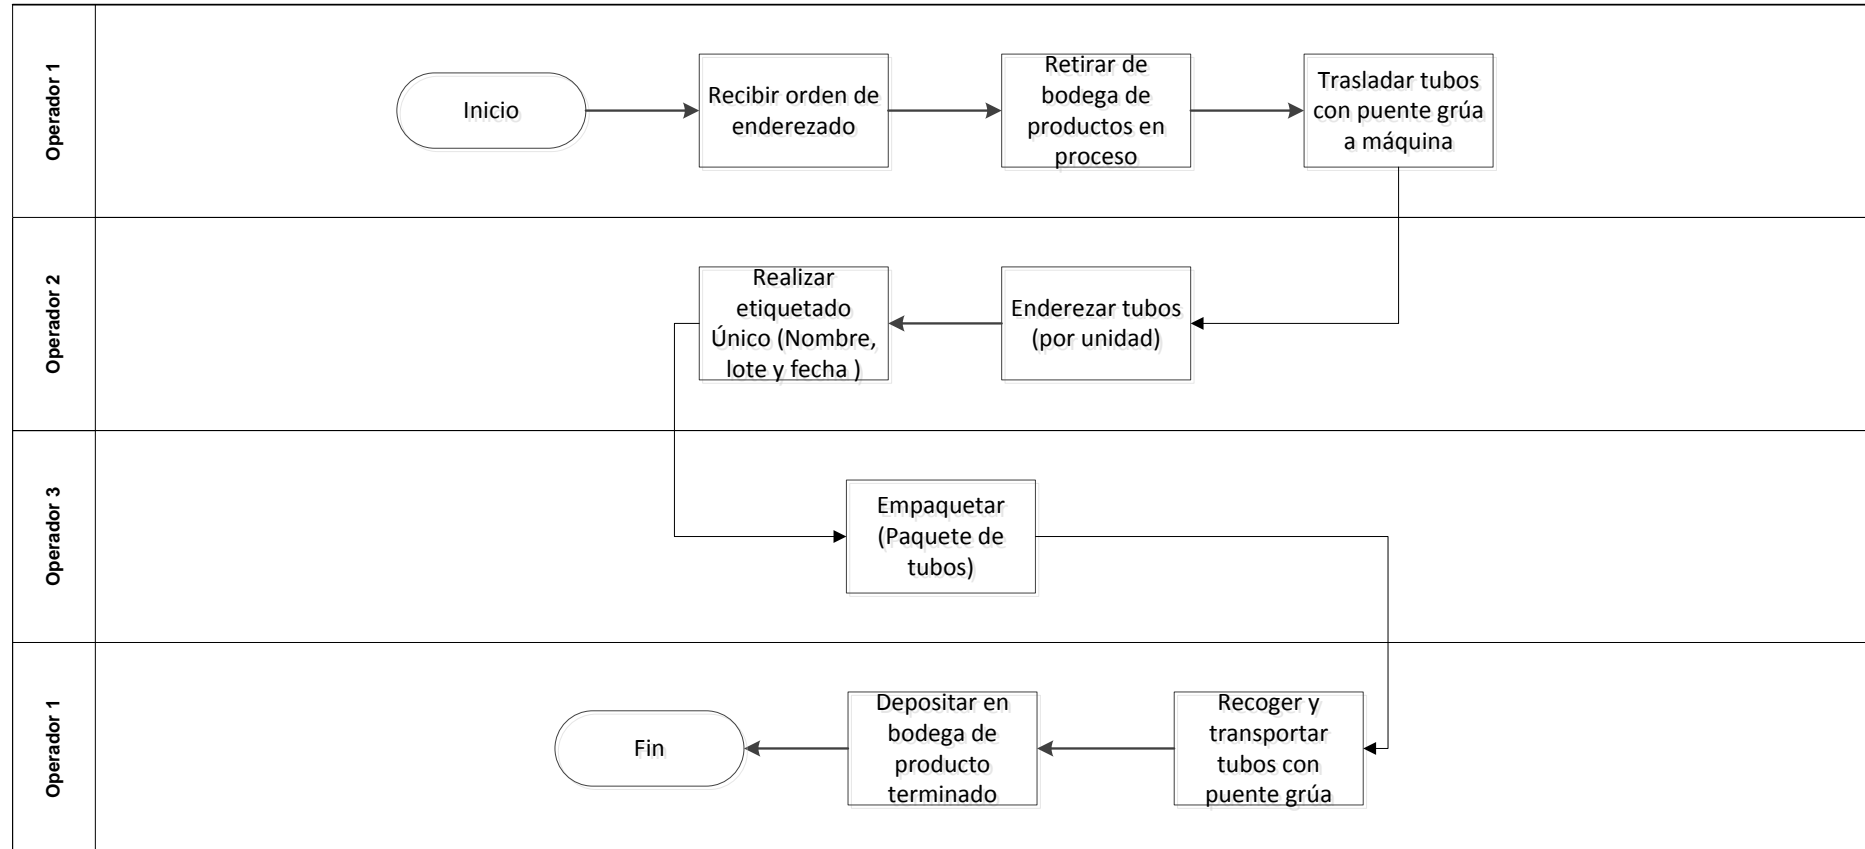 Operador 1
Inicio
Recibir orden de
enderezado
Retirar de
bodega de
productos en
proceso
Trasladar tubos
con puente grúa
a máquina
Operador 2
Realizar
etiquetado
Único (Nombre,
lote y fecha )
Enderezar tubos
(por unidad)
Operador 3
Empaquetar
(Paquete de
tubos)
Operador 1
Fin
Depositar en
bodega de
producto
terminado
Recoger y
transportar
tubos con
puente grúa